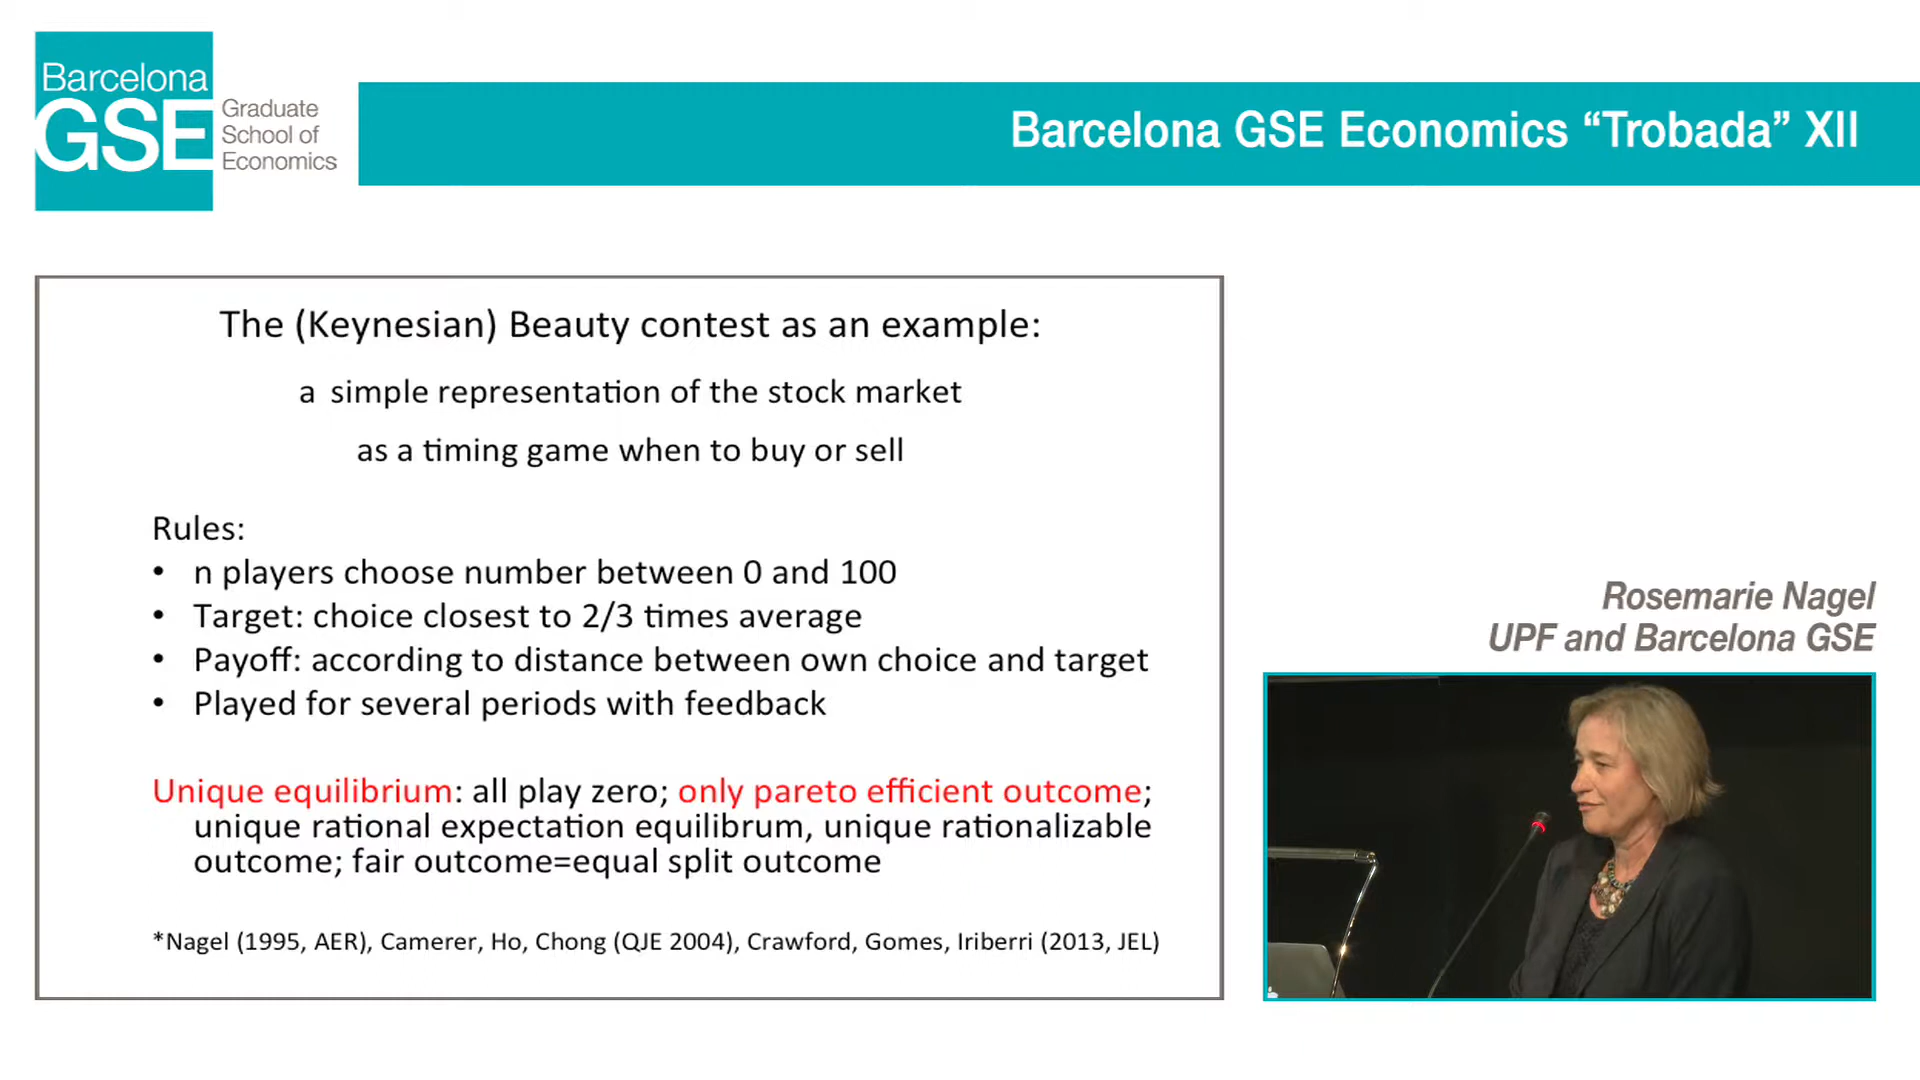 Barcelona
GSE
Graduate
School of
Economics
Barcelona GSE Economics “Trobada” XII
The (Keynesian) Beauty contest as an example:
a simple representation of the stock market
as a timing game when to buy or sell
Rules:
• n players choose number between 0 and 100
• Target: choice closest to 2/3 times average
• Payoff: according to distance between own choice and target
• Played for several periods with feedback
Unique equilibrium: all play zero; only pareto efficient outcome;
unique rational expectation equilibrum, unique rationalizable
outcome; fair outcome=equal split outcome
*Nagel (1995, AER), Camerer, Ho, Chong (QJE 2004), Crawford, Gomes, Iriberri (2013, JEL)
Rosemarie Nagel
UPF and Barcelona GSE